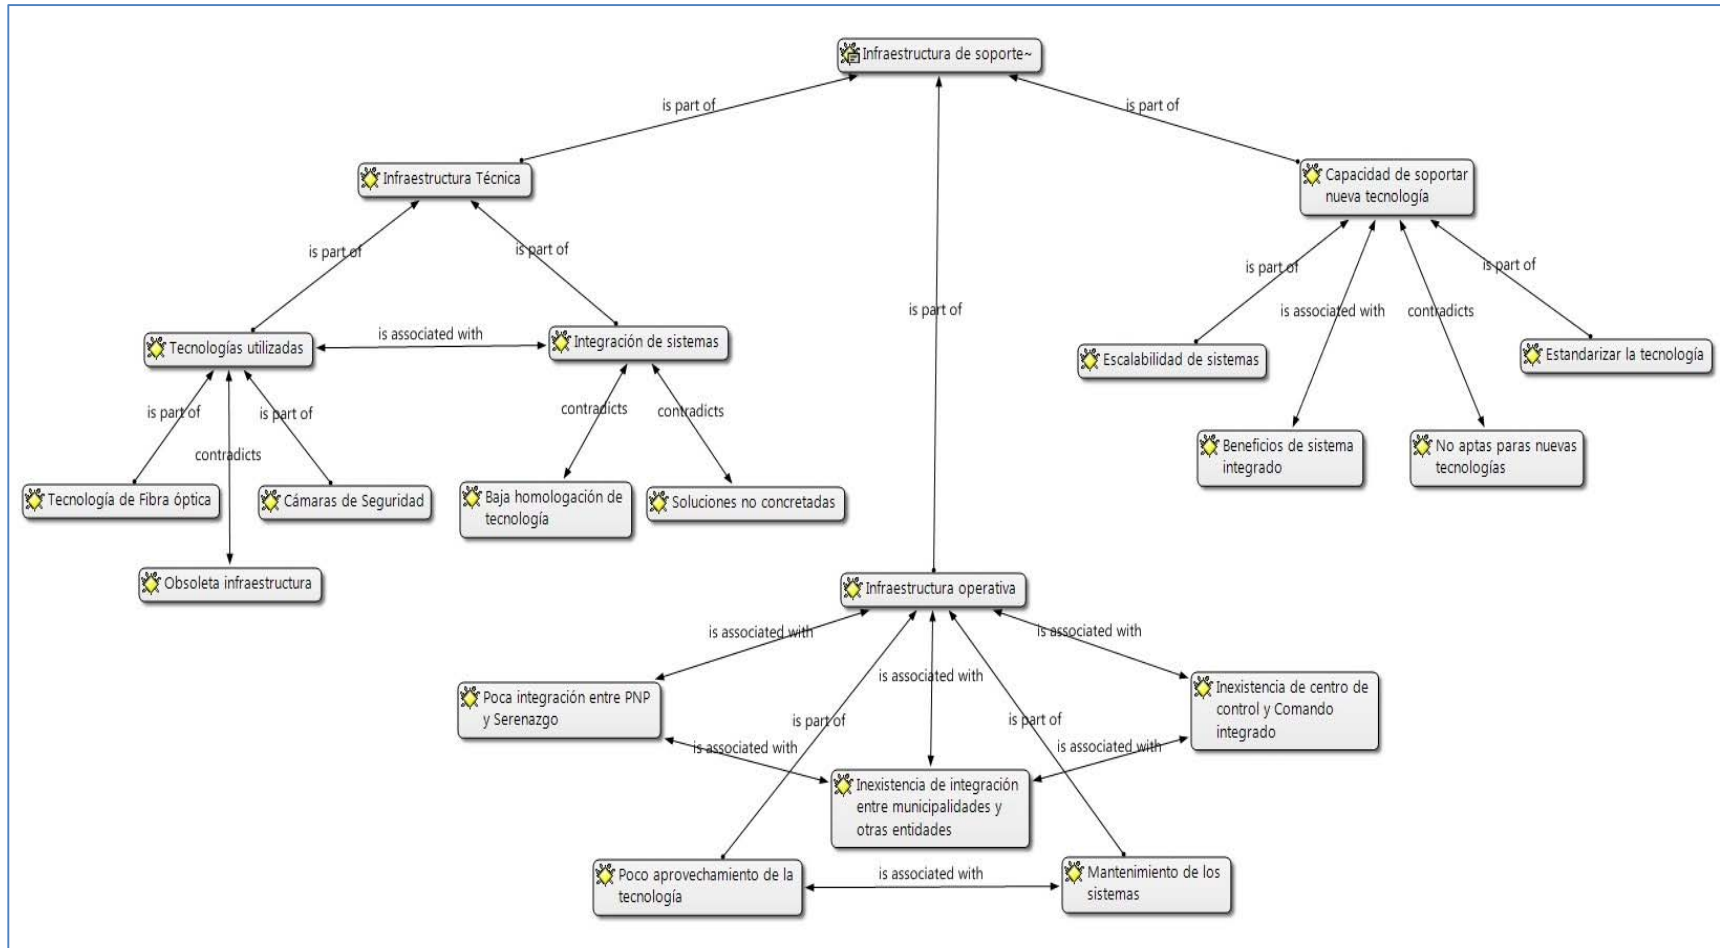 Infraestructura de soporte~
is part of
is part of
Infraestructura Técnica
Capacidad de soportar
nueva tecnología
is part of
is part of
is part of
is part of
is part of
is associated with
contradicts
is associated with
Tecnologías utilizadas
Integración de sistemas
Escalabilidad de sistemas
Estandarizar la tecnología
is part of
is part of
contradicts
contradicts
contradicts
Beneficios de sistema
integrado
No aptas paras nuevas
tecnologías
Tecnología de Fibra óptica
Cámaras de Seguridad
Baja homologación de
tecnología
Soluciones no concretadas
Obsoleta infraestructura
Infraestructura operativa
is associated with
is associated with
is associated with
Poca integración entre PNP
y Serenazgo
Inexistencia de centro de
control y Comando
integrado
is part of
is part of
is associated with
is associated with
Inexistencia de integración
entre municipalidades y
otras entidades
Poco aprovechamiento de la
tecnología
is associated with
Mantenimiento de los
sistemas